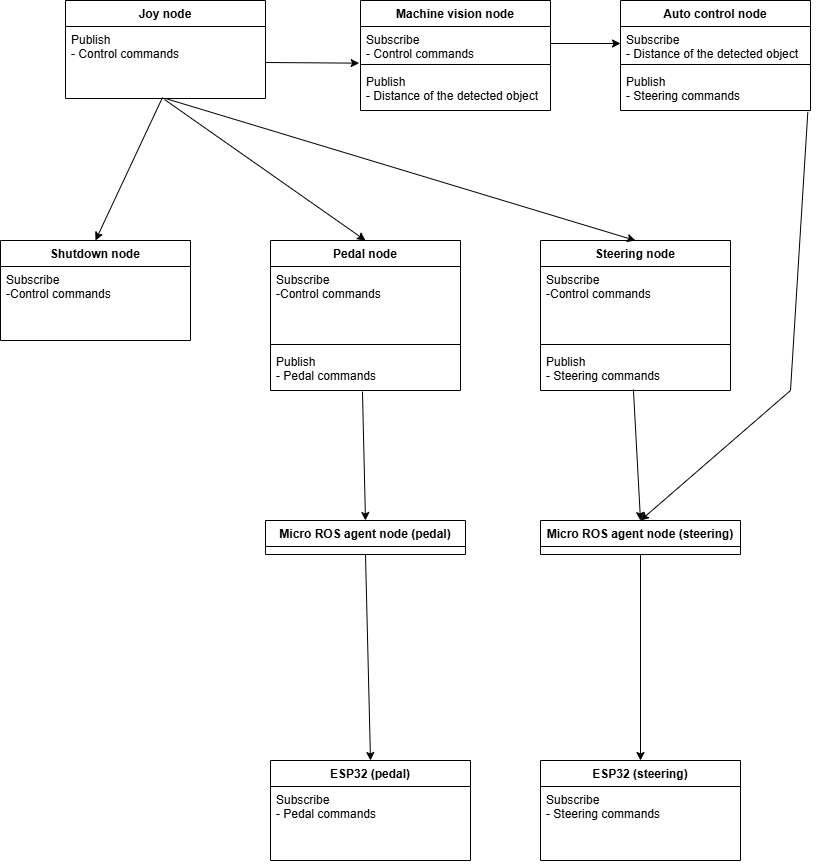 Joy node
Publish
- Control commands
Machine vision node
Subscribe
- Control commands
Publish
- Distance of the detected object
Auto control node
Subscribe
- Distance of the detected object
Publish
- Steering commands
Shutdown node
Subscribe
-Control commands
Pedal node
Subscribe
-Control commands
Publish
- Pedal commands
Steering node
Subscribe
-Control commands
Publish
- Steering commands
Micro ROS agent node (pedal)
Micro ROS agent node (steering)
ESP32 (pedal)
Subscribe
- Pedal commands
ESP32 (steering)
Subscribe
- Steering commands